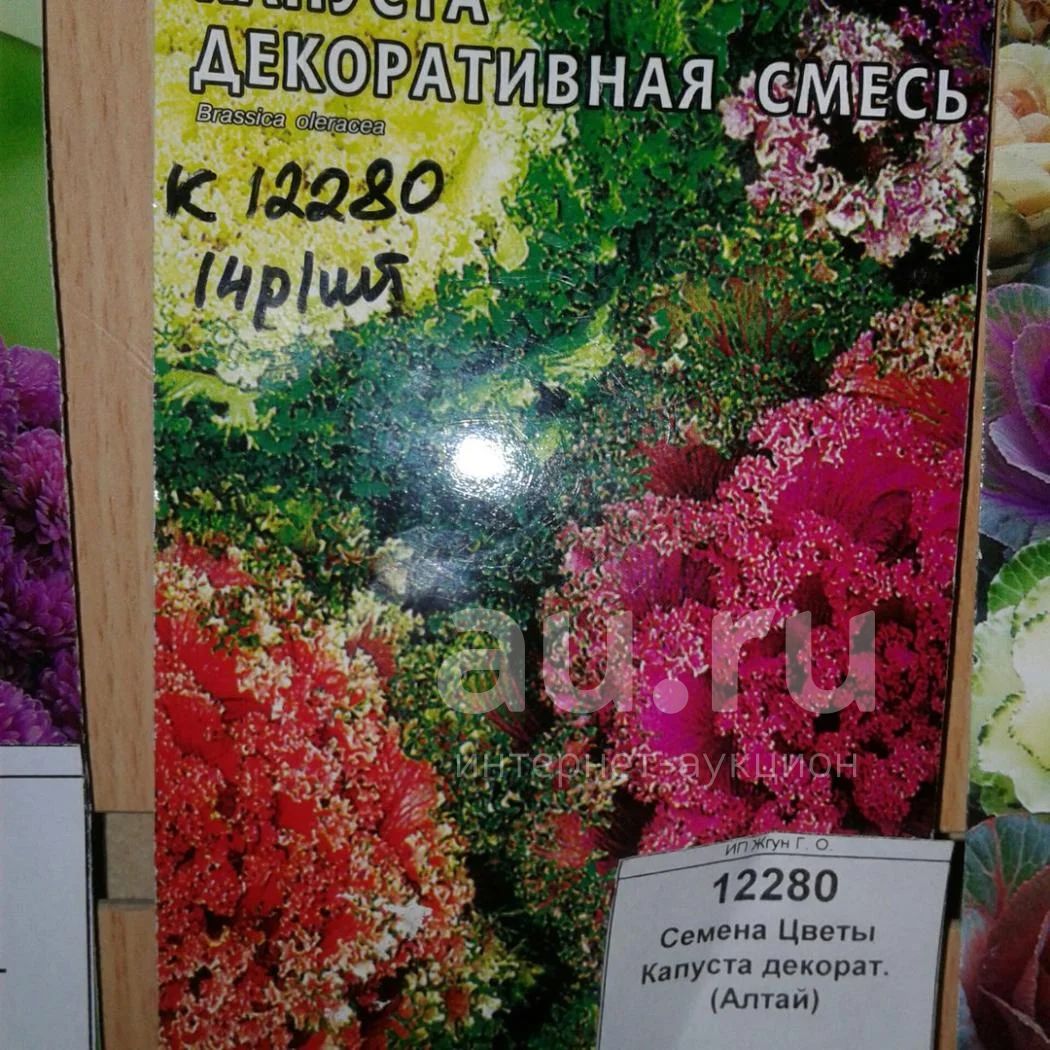 КАПУСТА
ДЕКОРАТИВНАЯ СМЕСЬ
Brassica oleracea
К 12280
14р/шт
au.ru
интернет-аукцион
ИП Жгун Г. О.
12280
Семена Цветы
Капуста декорат.
(Алтай)